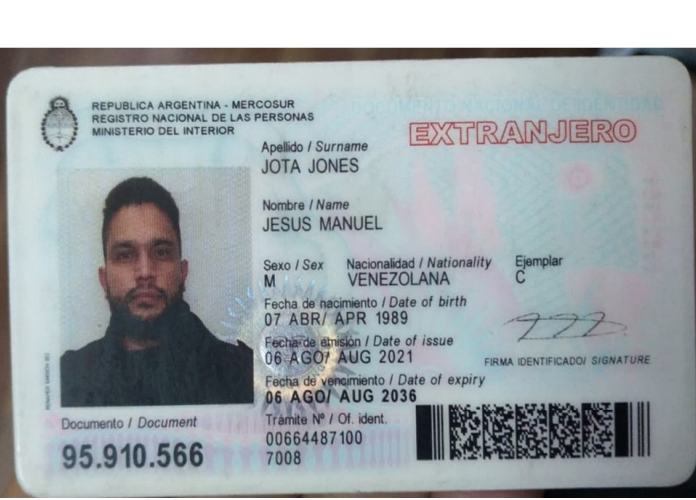 REPUBLICA ARGENTINA - MERCOSUR
REGISTRO NACIONAL DE LAS PERSONAS
MINISTERIO DEL INTERIOR
DOCUMENTO NACIONAL DE IDENTIDAD
EXTRANJERO
Apellido / Surname
JOTA JONES
Nombre / Name
JESUS MANUEL
Sexo / Sex Nacionalidad / Nationality Ejemplar
M VENEZOLANA C
Fecha de nacimiento / Date of birth
07 ABR/ APR 1989
Fecha de emisión / Date of issue
06 AGO/ AUG 2021
FIRMA IDENTIFICADO/ SIGNATURE
Fecha de vencimiento / Date of expiry
06 AGO/ AUG 2036
Documento / Document
95.910.566
Trámite Nº / Of. ident.
00664487100
7008